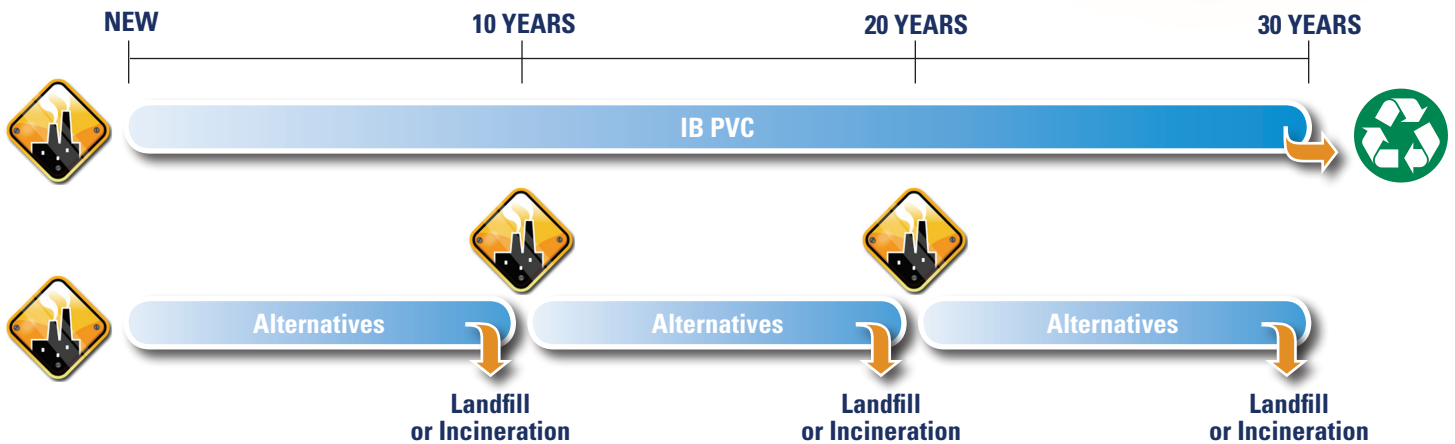 NEW
10 YEARS
20 YEARS
30 YEARS
IB PVC
Alternatives
Alternatives
Alternatives
Landfill
or Incineration
Landfill
or Incineration
Landfill
or Incineration